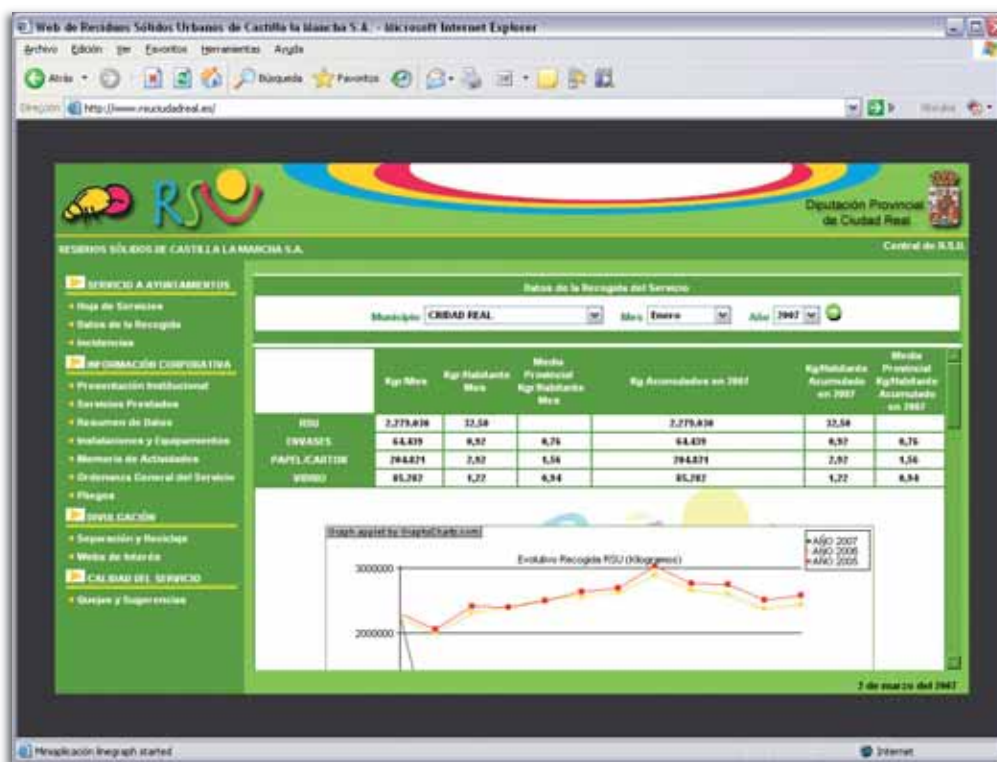 Web de Residuos Sólidos Urbanos de Castilla la Mancha S.A. - Microsoft Internet Explorer
Archivo Edición Ver Favoritos Herramientas Ayuda
Atrás Búsqueda Favoritos
Dirección http://www.rsuciudadreal.es/
RSU
Diputación Provincial
de Ciudad Real
RESIDUOS SÓLIDOS DE CASTILLA LA MANCHA S.A.
Central de R.S.U.
SERVICIO A AYUNTAMIENTOS
Hoja de Servicios
Datos de la Recogida
Incidencias
INFORMACIÓN CORPORATIVA
Presentación Institucional
Servicios Prestados
Resumen de Datos
Instalaciones y Equipamientos
Memoria de Actividades
Ordenanza General del Servicio
Pliegos
DIVULGACIÓN
Separación y Reciclaje
Webs de Interés
CALIDAD DEL SERVICIO
Quejas y Sugerencias
Datos de la Recogida del Servicio
Municipio CIUDAD REAL Mes Enero Año 2007
Kgr/Mes
Kgr/Habitante
Mes
Media
Provincial
Kgr/Habitante
Mes
Kg Acumulados en 2007
Kg/Habitante
Acumulado
en 2007
Media
Provincial
Kg/Habitante
Acumulado
en 2007
RSU 2.279.030 32,50 2.279.030 32,50
ENVASES 64.439 0,92 0,76 64.439 0,92 0,76
PAPEL/CARTON 204.821 2,92 1,56 204.821 2,92 1,56
VIDRIO 85.202 1,22 0,94 85.202 1,22 0,94
Graph applet by GraphsCharts.com
Evolutivo Recogida RSU (Kilogramos)
AÑO 2007
AÑO 2006
AÑO 2005
3000000
2000000
2 de marzo del 2007
Miniaplicación linegraph started
Internet